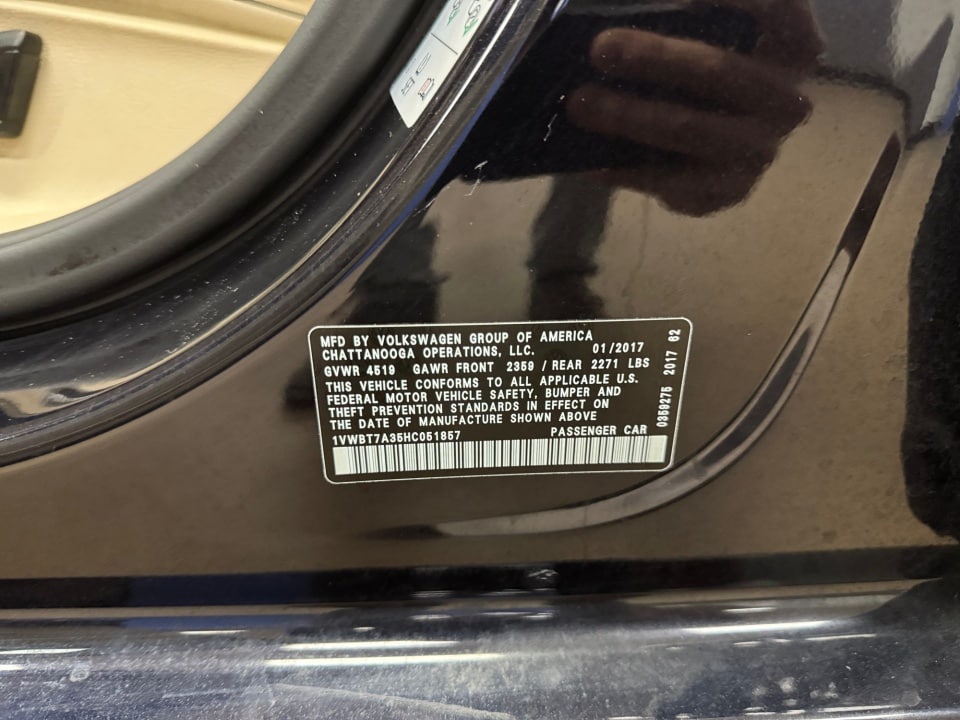 MFD BY VOLKSWAGEN GROUP OF AMERICA
CHATTANOOGA OPERATIONS, LLC. 01/2017
GVWR 4519 GAWR FRONT 2359 / REAR 2271 LBS
THIS VEHICLE CONFORMS TO ALL APPLICABLE U.S.
FEDERAL MOTOR VEHICLE SAFETY, BUMPER AND
THEFT PREVENTION STANDARDS IN EFFECT ON
THE DATE OF MANUFACTURE SHOWN ABOVE
1VWBT7A35HC051857 PASSENGER CAR
0359275 2017 62